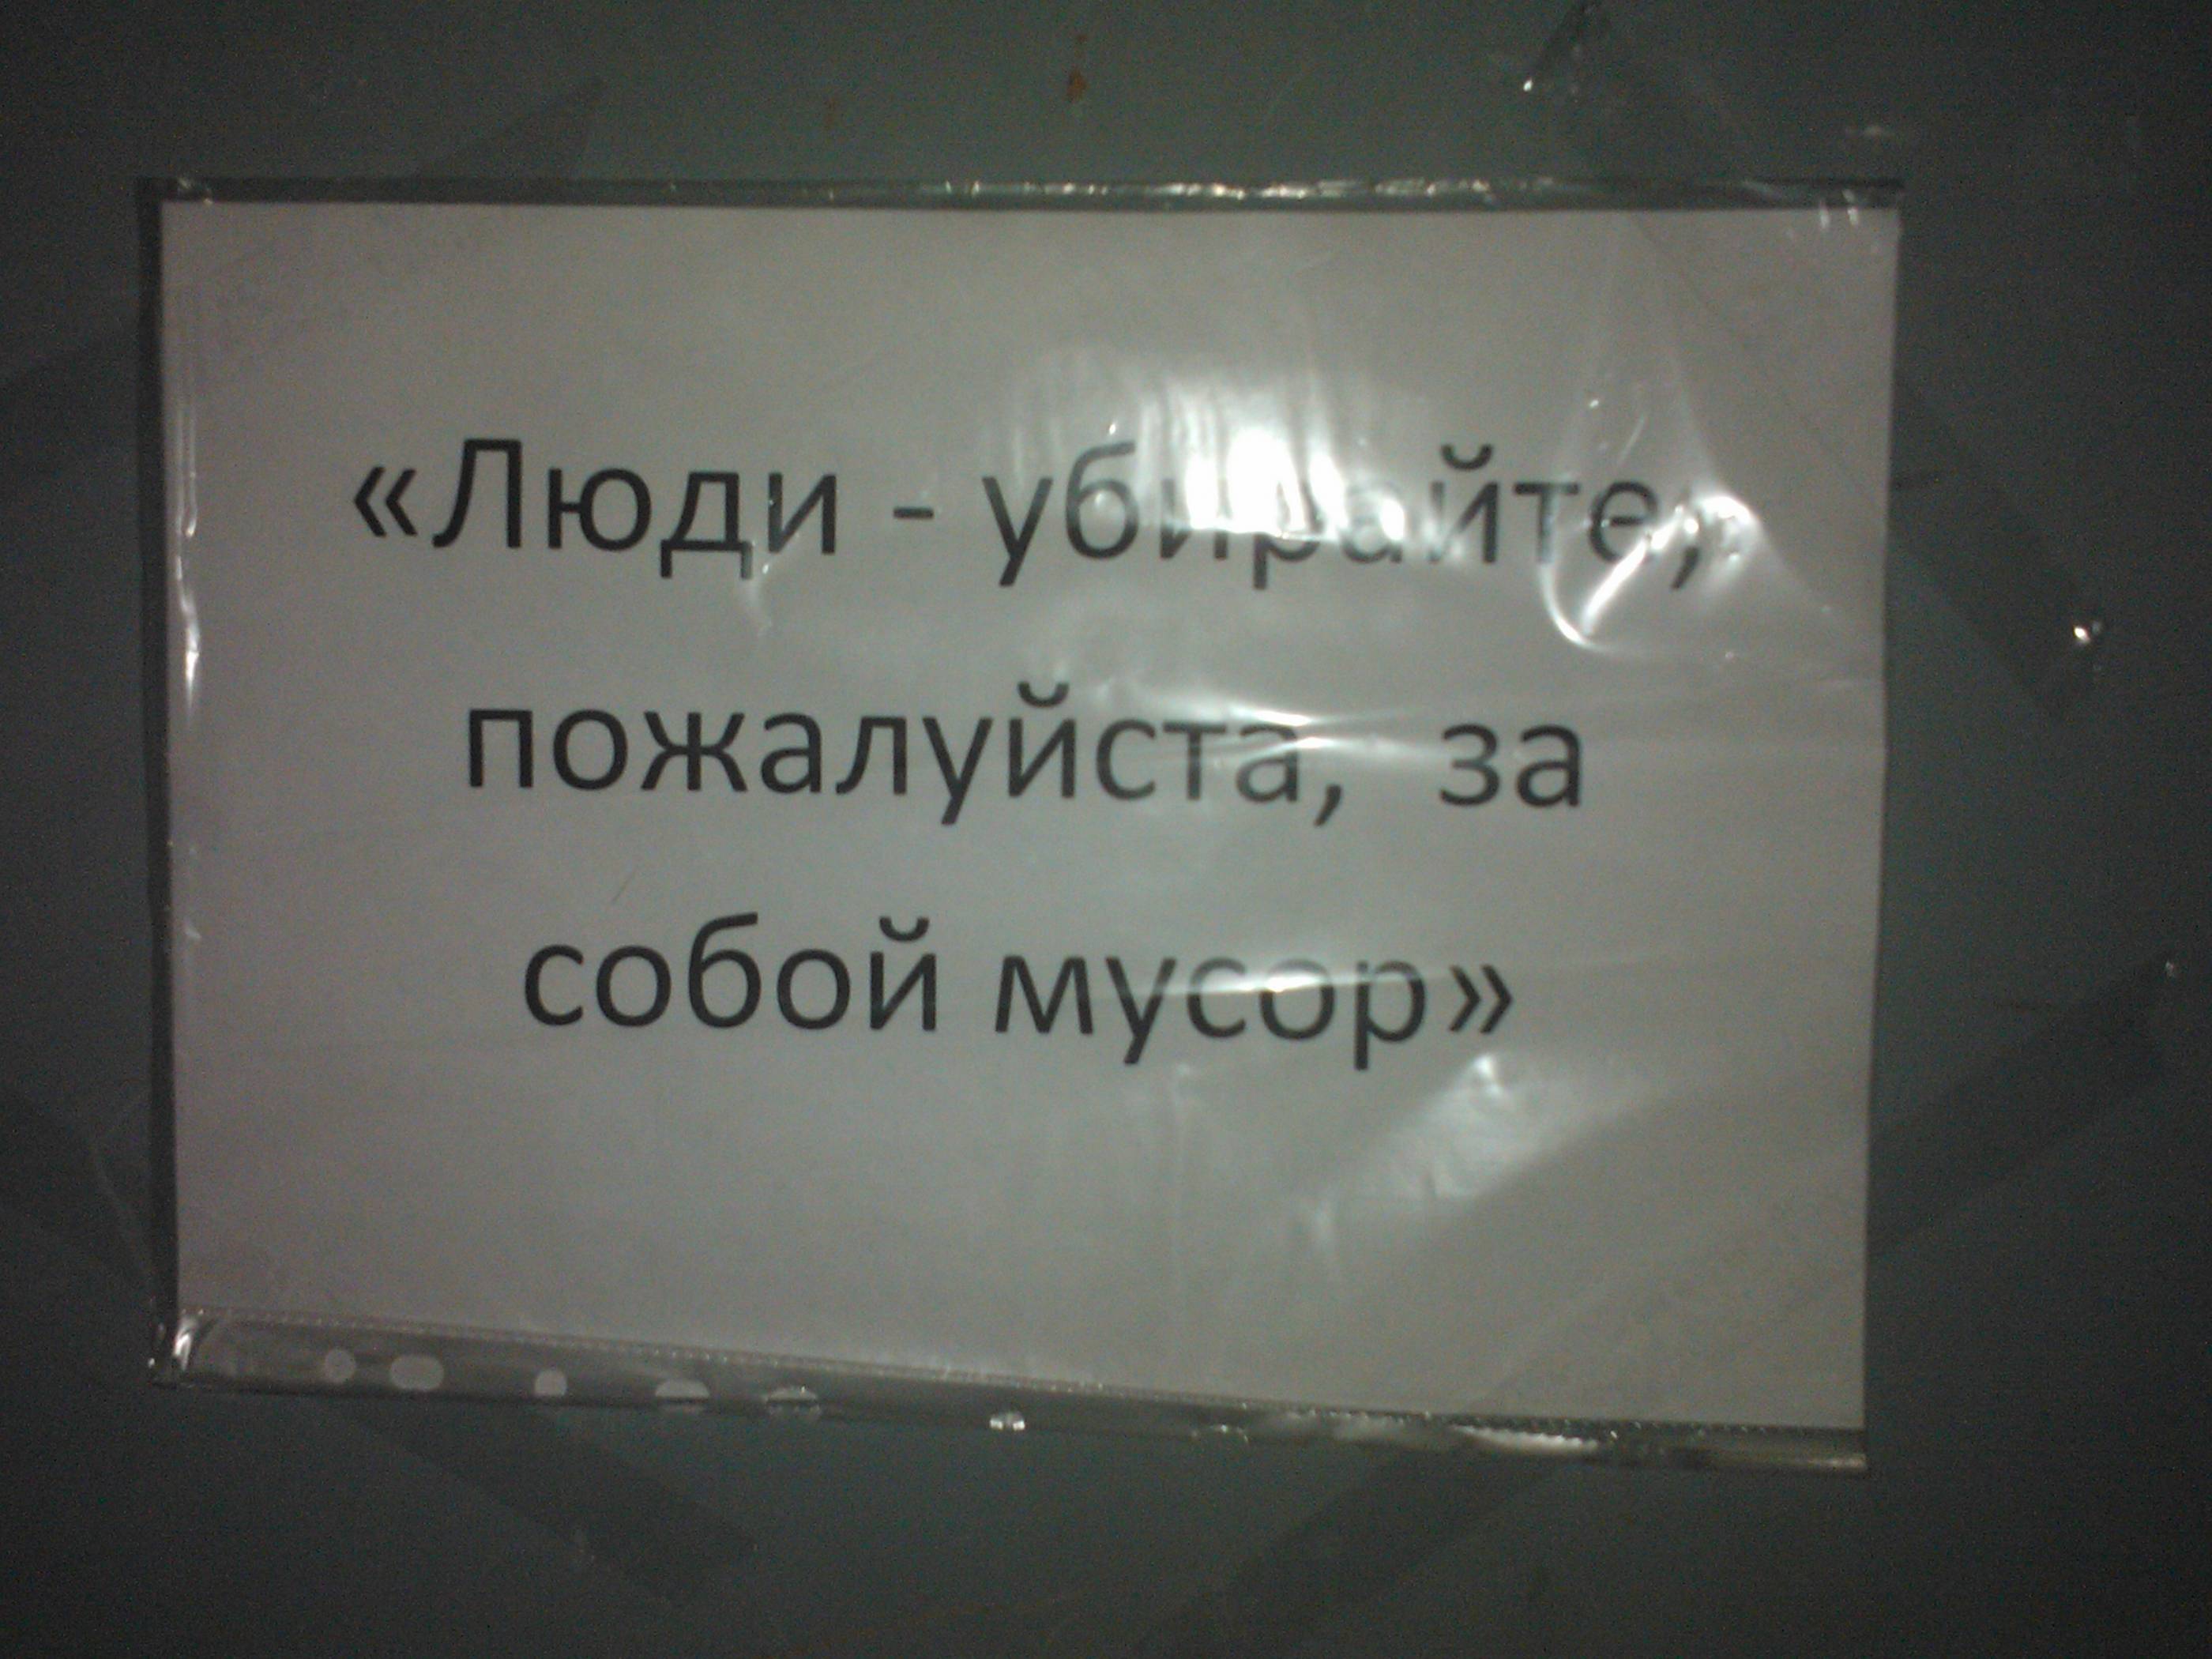 «Люди - убирайте,
пожалуйста, за
собой мусор»